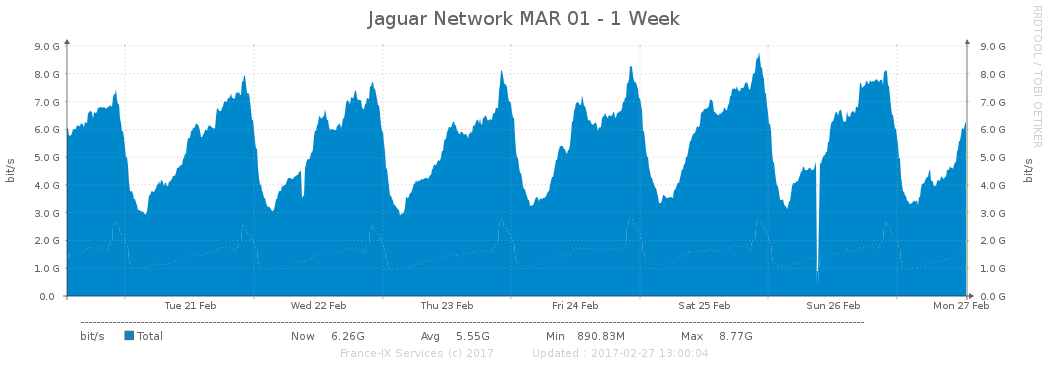 Jaguar Network MAR 01 - 1 Week
RRDTOOL / TOBI OETIKER
bit/s
9.0 G 9.0 G
8.0 G 8.0 G
7.0 G 7.0 G
6.0 G 6.0 G
5.0 G 5.0 G
4.0 G 4.0 G
3.0 G 3.0 G
2.0 G 2.0 G
1.0 G 1.0 G
0.0 0.0 G
bit/s
Tue 21 Feb Wed 22 Feb Thu 23 Feb Fri 24 Feb Sat 25 Feb Sun 26 Feb Mon 27 Feb
bit/s Total Now 6.26G Avg 5.55G Min 890.83M Max 8.77G
France-IX Services (c) 2017 Updated : 2017-02-27 13:00:04